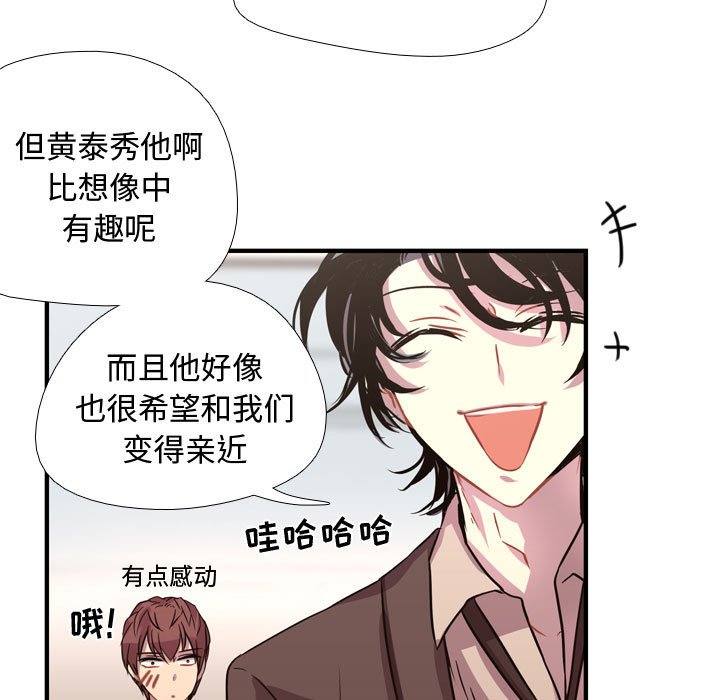 但黄泰秀他啊
比想像中
有趣呢
而且他好像
也很希望和我们
变得亲近
哇哈哈哈
有点感动
哦!